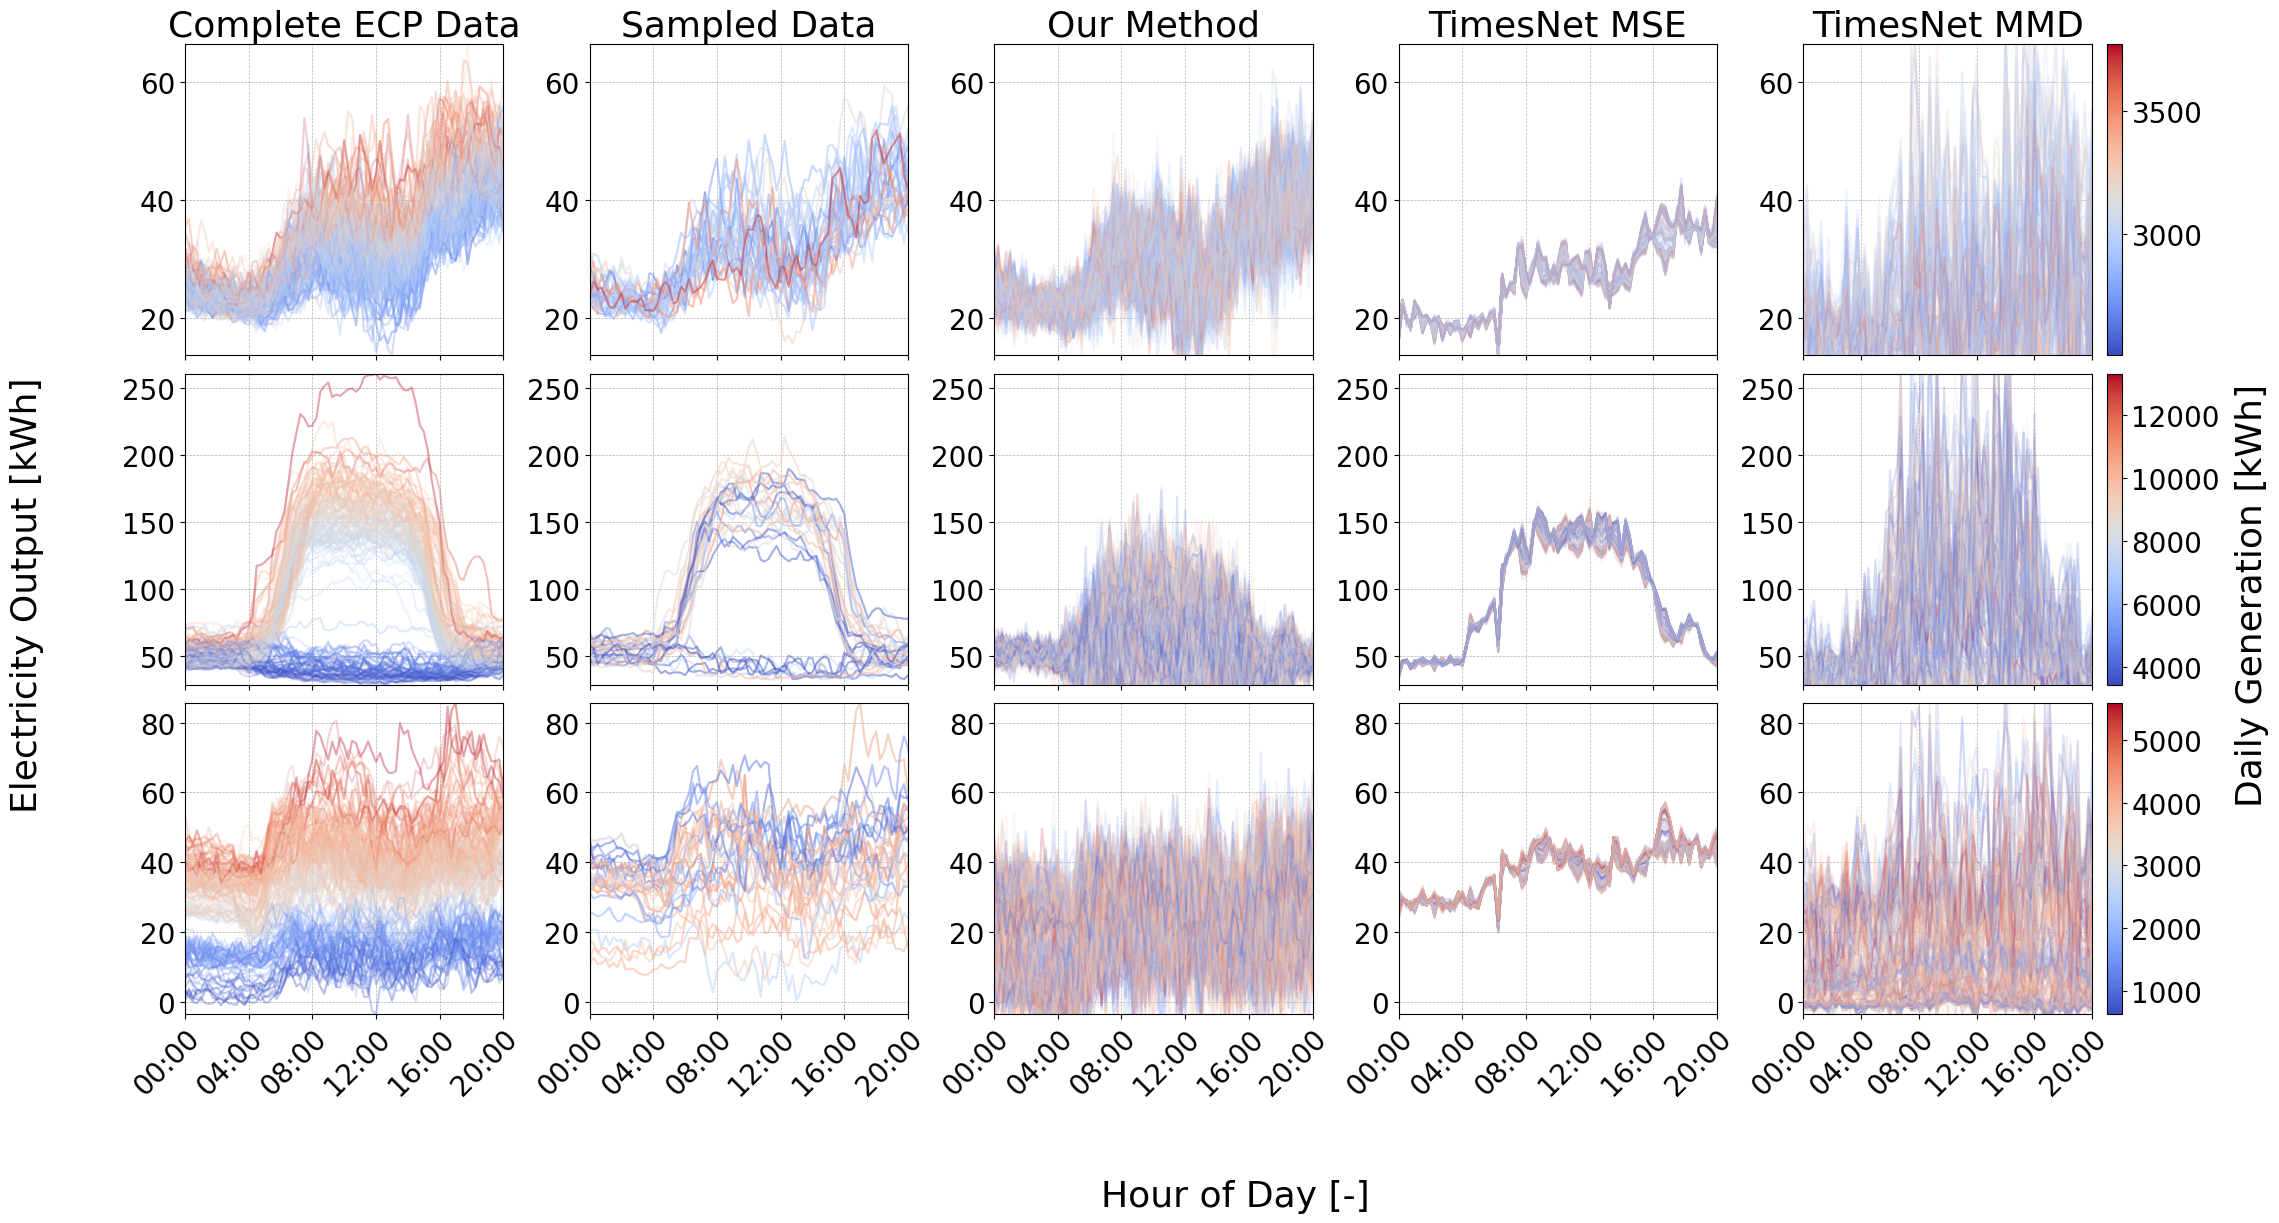 Complete ECP Data Sampled Data Our Method TimesNet MSE TimesNet MMD
60 60 60 60 60
40 40 40 40 40
20 20 20 20 20
3500
3000
250 250 250 250 250
200 200 200 200 200
150 150 150 150 150
100 100 100 100 100
50 50 50 50 50
12000
10000
8000
6000
4000
80 80 80 80 80
60 60 60 60 60
40 40 40 40 40
20 20 20 20 20
0 0 0 0 0
5000
4000
3000
2000
1000
00:00 04:00 08:00 12:00 16:00 20:00 00:00 04:00 08:00 12:00 16:00 20:00 00:00 04:00 08:00 12:00 16:00 20:00 00:00 04:00 08:00 12:00 16:00 20:00 00:00 04:00 08:00 12:00 16:00 20:00
Electricity Output [kWh]
Daily Generation [kWh]
Hour of Day [-]